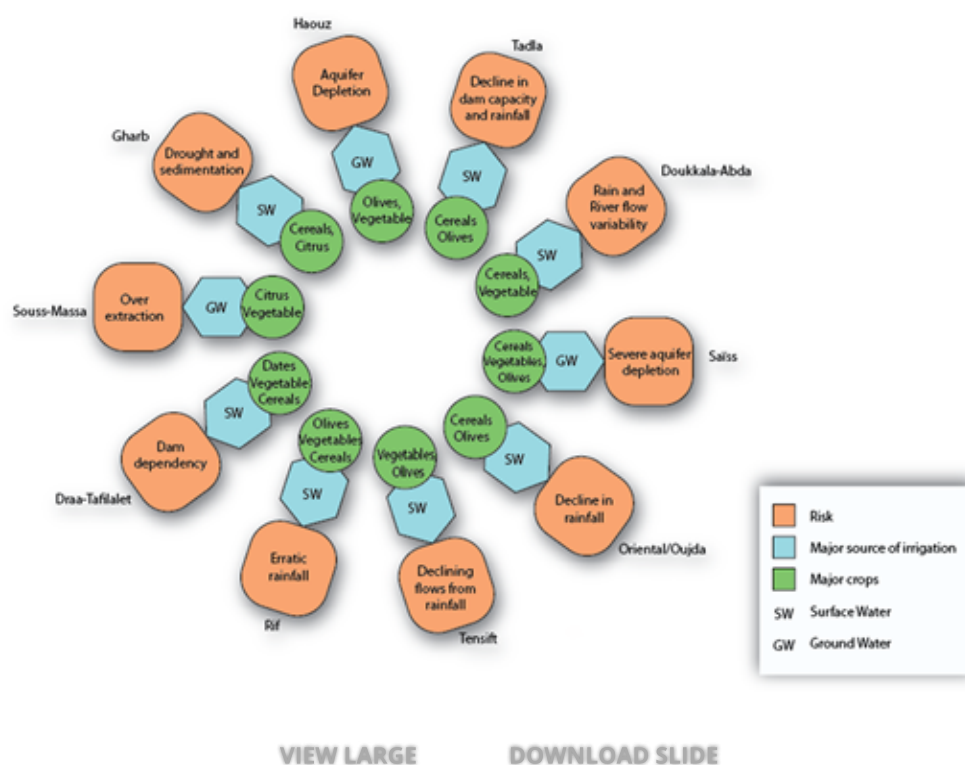 Haouz
Aquifer
Depletion
GW
Olives,
Vegetable
Tadla
Decline in
dam capacity
and rainfall
SW
Cereals
Olives
Doukkala-Abda
Rain and
River flow
variability
SW
Cereals,
Vegetable
Saïss
Severe aquifer
depletion
GW
Cereals
Vegetables,
Olives
Oriental/Oujda
Decline in
rainfall
SW
Cereals
Olives
Tensift
Declining
flows from
rainfall
SW
Vegetables,
Olives
Rif
Erratic
rainfall
SW
Olives
Vegetables
Cereals
Draa-Tafilalet
Dam
dependency
SW
Dates
Vegetable
Cereals
Souss-Massa
Over
extraction
GW
Citrus
Vegetable
Gharb
Drought and
sedimentation
SW
Cereals,
Citrus
Risk
Major source of irrigation
Major crops
SW Surface Water
GW Ground Water
VIEW LARGE
DOWNLOAD SLIDE